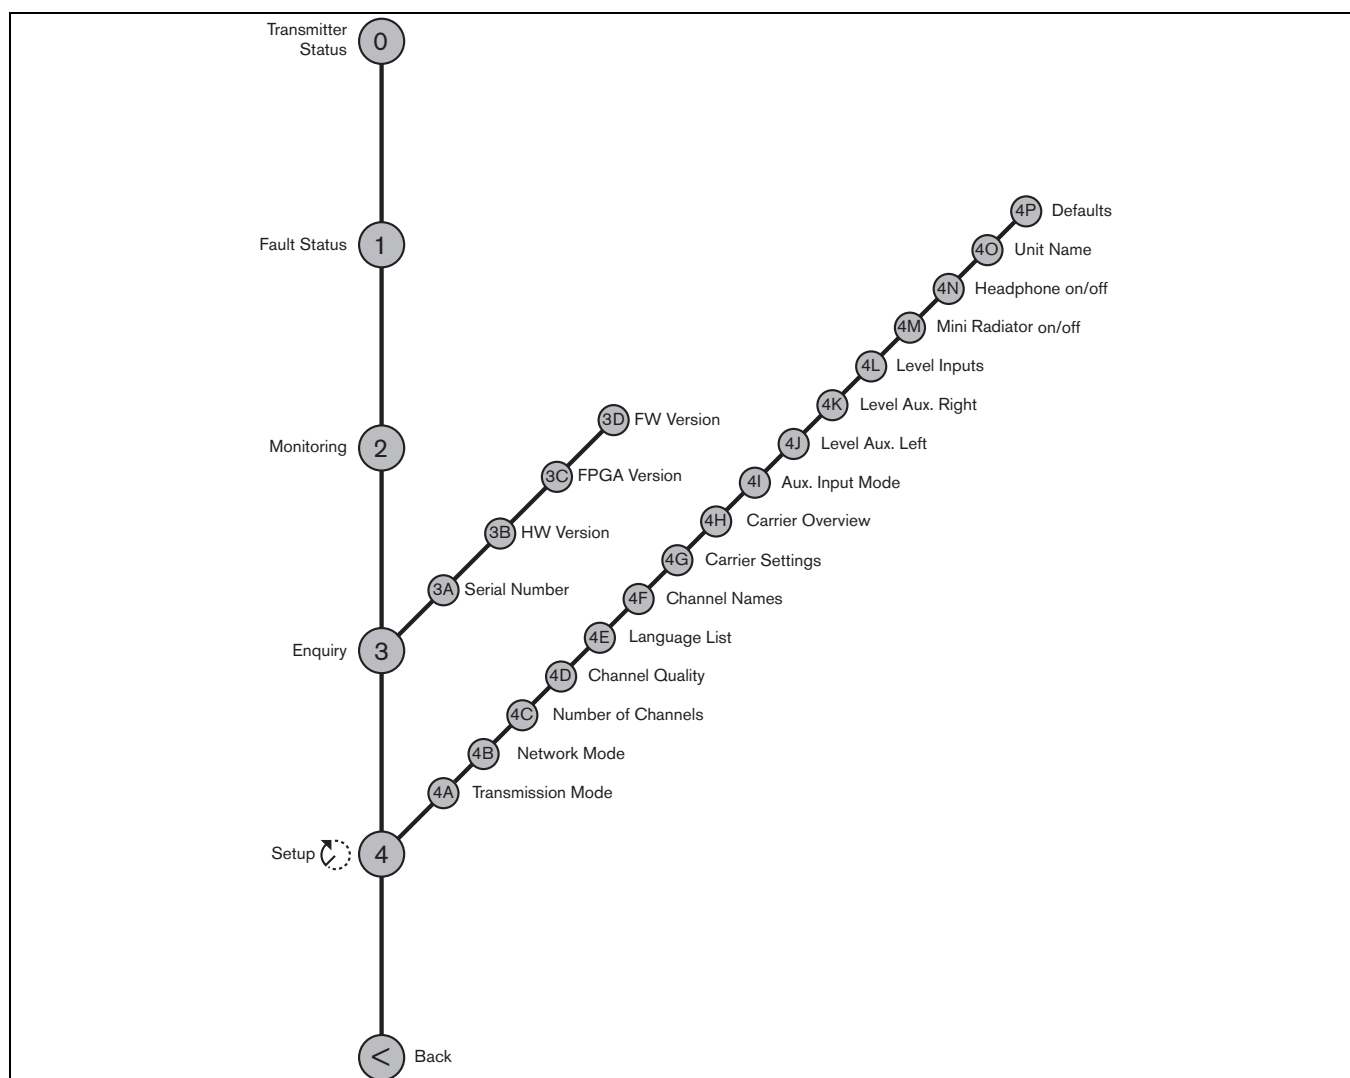 Transmitter
Status
0
4P Defaults
4O Unit Name
Fault Status 1
4N Headphone on/off
4M Mini Radiator on/off
4L Level Inputs
4K Level Aux. Right
3D FW Version
4J Level Aux. Left
Monitoring 2
3C FPGA Version
4I Aux. Input Mode
4H Carrier Overview
3B HW Version
4G Carrier Settings
3A Serial Number
4F Channel Names
4E Language List
Enquiry 3
4D Channel Quality
4C Number of Channels
4B Network Mode
4A Transmission Mode
Setup 4
< Back